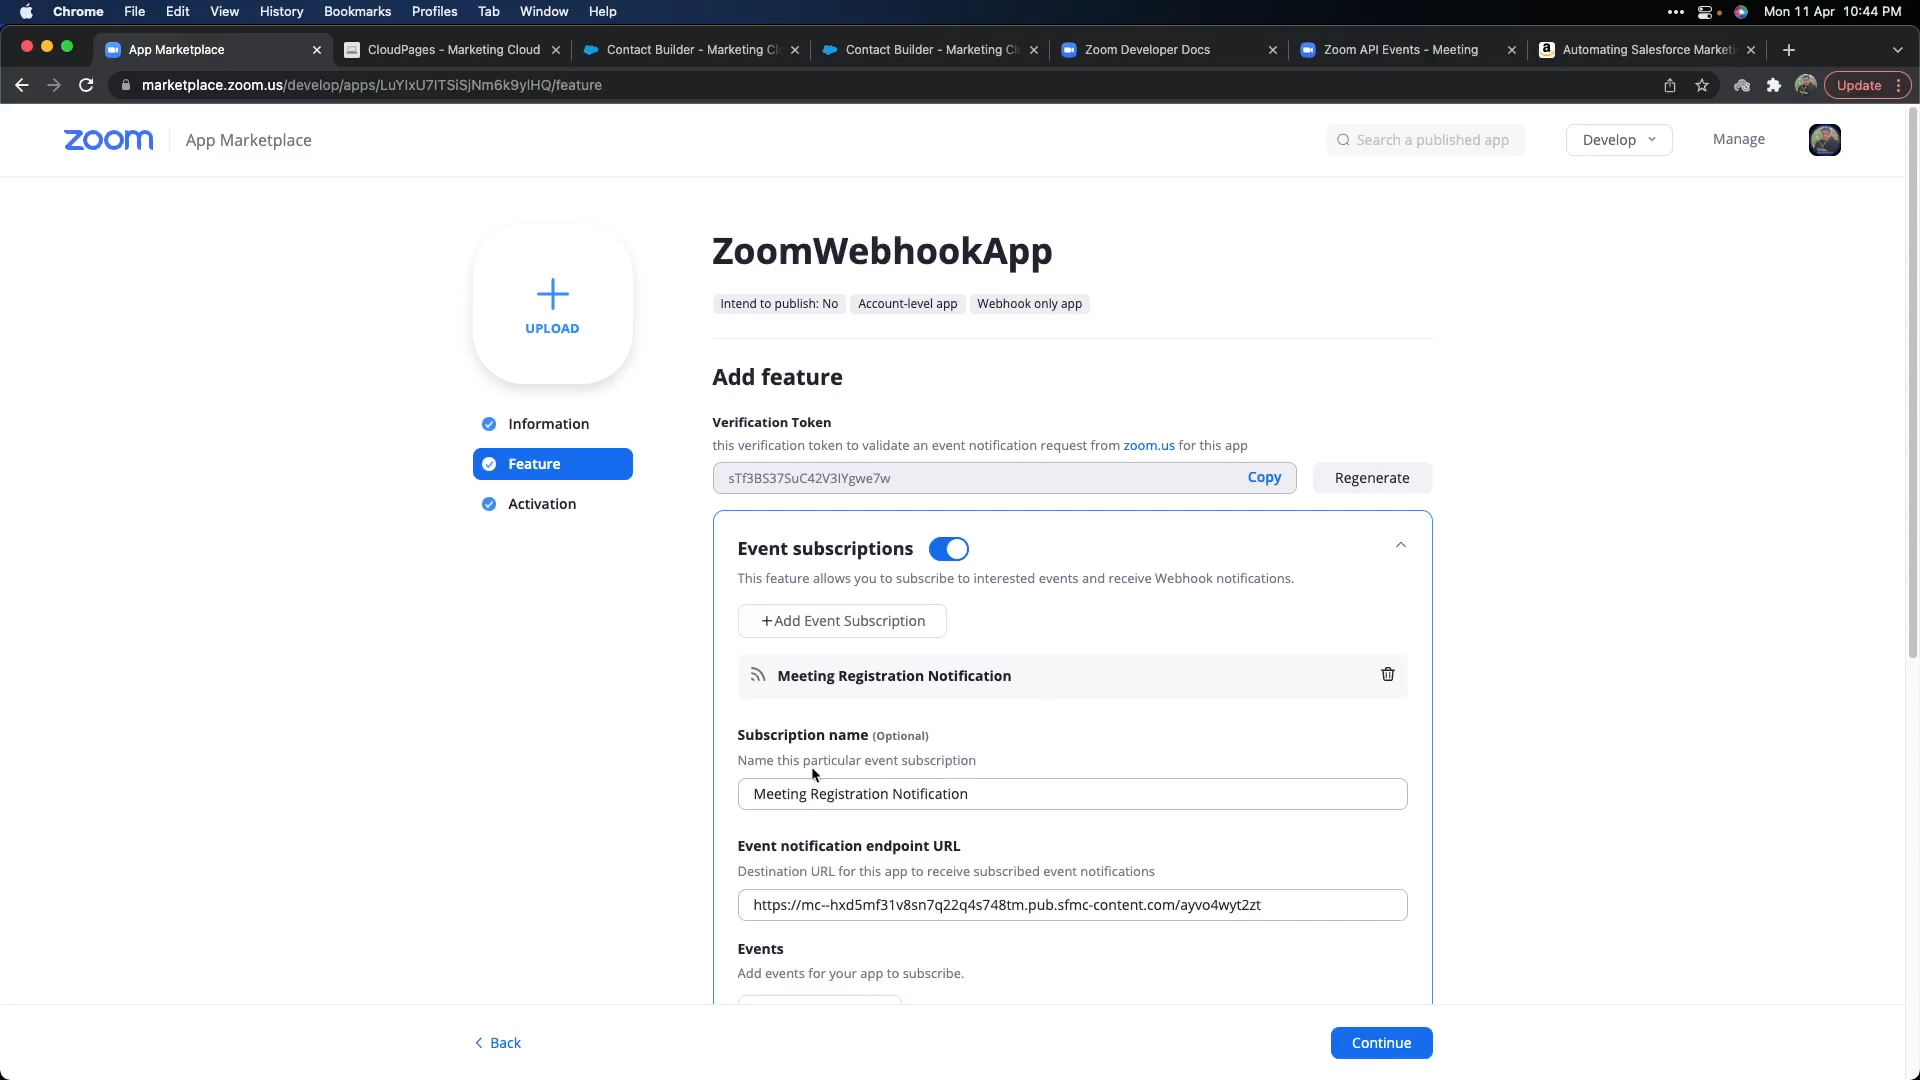 Chrome File Edit View History Bookmarks Profiles Tab Window Help Mon 11 Apr 10:44 PM
App Marketplace CloudPages - Marketing Cloud Contact Builder - Marketing Cl Contact Builder - Marketing Cl Zoom Developer Docs Zoom API Events - Meeting Automating Salesforce Marketi
marketplace.zoom.us/develop/apps/LuYIxU7ITSiSjNm6k9ylHQ/feature Update
zoom App Marketplace Search a published app Develop Manage
ZoomWebhookApp
UPLOAD
Intend to publish: No Account-level app Webhook only app
Add feature
Information
Feature
Activation
Verification Token
this verification token to validate an event notification request from zoom.us for this app
sTf3BS37SuC42V3IYgwe7w Copy Regenerate
Event subscriptions
This feature allows you to subscribe to interested events and receive Webhook notifications.
+Add Event Subscription
Meeting Registration Notification
Subscription name (Optional)
Name this particular event subscription
Meeting Registration Notification
Event notification endpoint URL
Destination URL for this app to receive subscribed event notifications
https://mc--hxd5mf31v8sn7q22q4s748tm.pub.sfmc-content.com/ayvo4wyt2zt
Events
Add events for your app to subscribe.
Back Continue